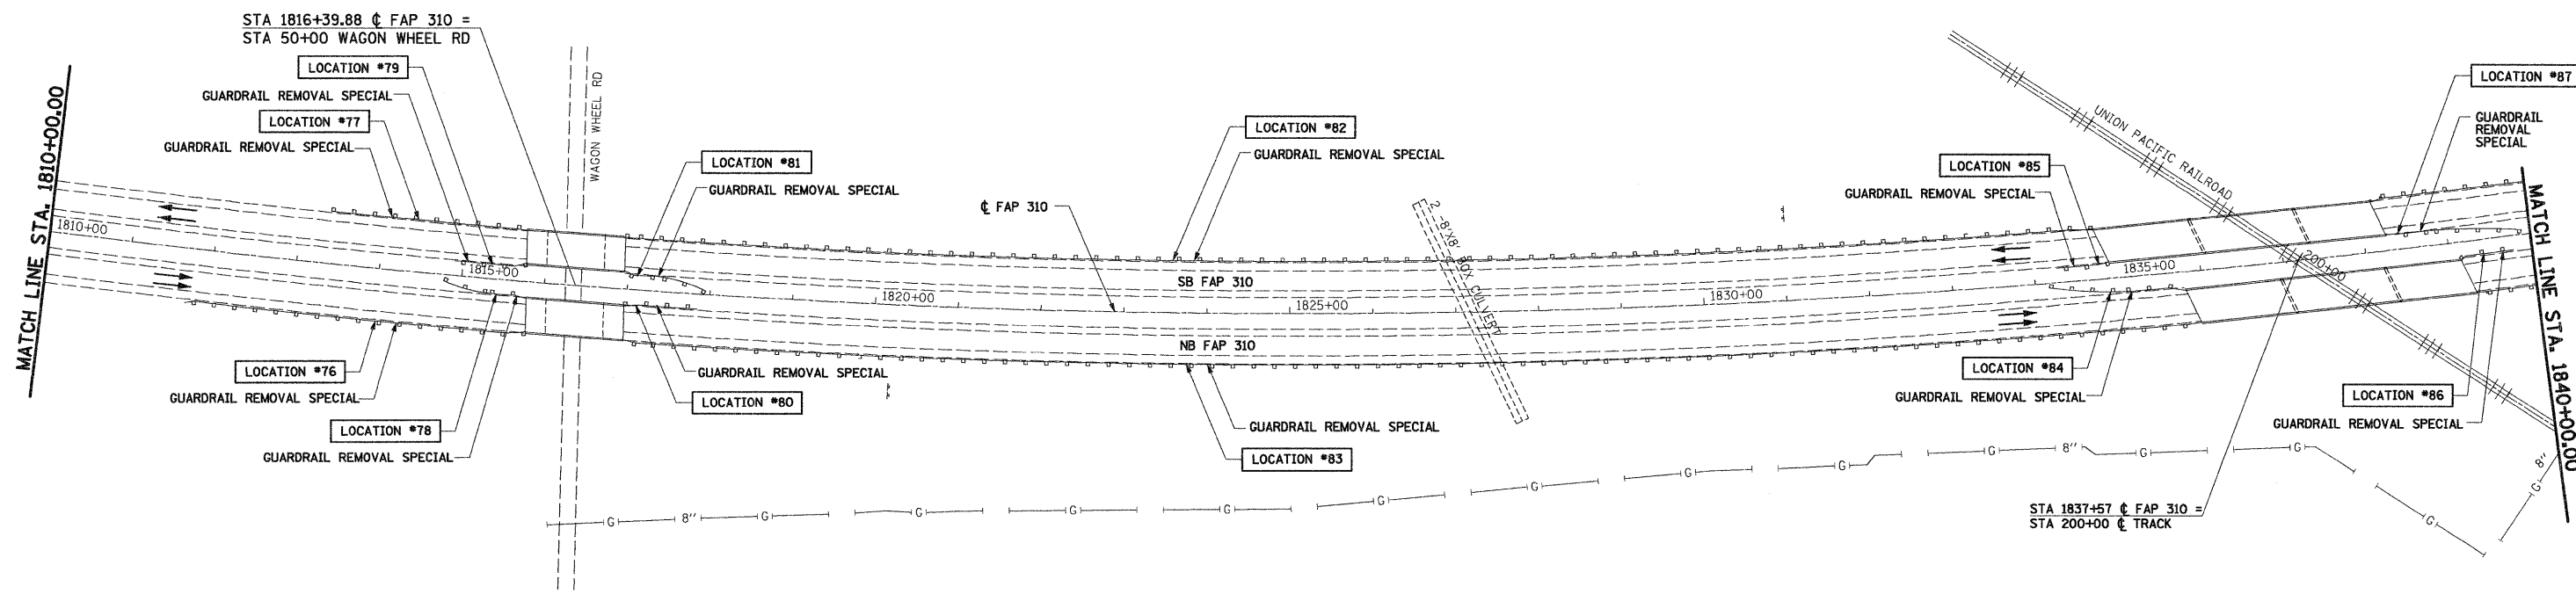 STA 1816+39.88 ℄ FAP 310 =
STA 50+00 WAGON WHEEL RD
LOCATION #79
GUARDRAIL REMOVAL SPECIAL
LOCATION #77
GUARDRAIL REMOVAL SPECIAL
MATCH LINE STA. 1810+00.00
WAGON WHEEL RD
LOCATION #81
GUARDRAIL REMOVAL SPECIAL
LOCATION #82
GUARDRAIL REMOVAL SPECIAL
℄ FAP 310
2 -8'X8' BOX CULVERT
UNION PACIFIC RAILROAD
LOCATION #85
GUARDRAIL REMOVAL SPECIAL
LOCATION #87
GUARDRAIL
REMOVAL
SPECIAL
MATCH LINE STA. 1840+00.00
1810+00
1815+00
1820+00
1825+00
1830+00
1835+00
200+00
SB FAP 310
NB FAP 310
LOCATION #76
GUARDRAIL REMOVAL SPECIAL
LOCATION #78
GUARDRAIL REMOVAL SPECIAL
GUARDRAIL REMOVAL SPECIAL
LOCATION #80
GUARDRAIL REMOVAL SPECIAL
LOCATION #83
LOCATION #84
GUARDRAIL REMOVAL SPECIAL
LOCATION #86
GUARDRAIL REMOVAL SPECIAL
STA 1837+57 ℄ FAP 310 =
STA 200+00 ℄ TRACK
G 8" G G G G G G G G 8" G G G G 8"